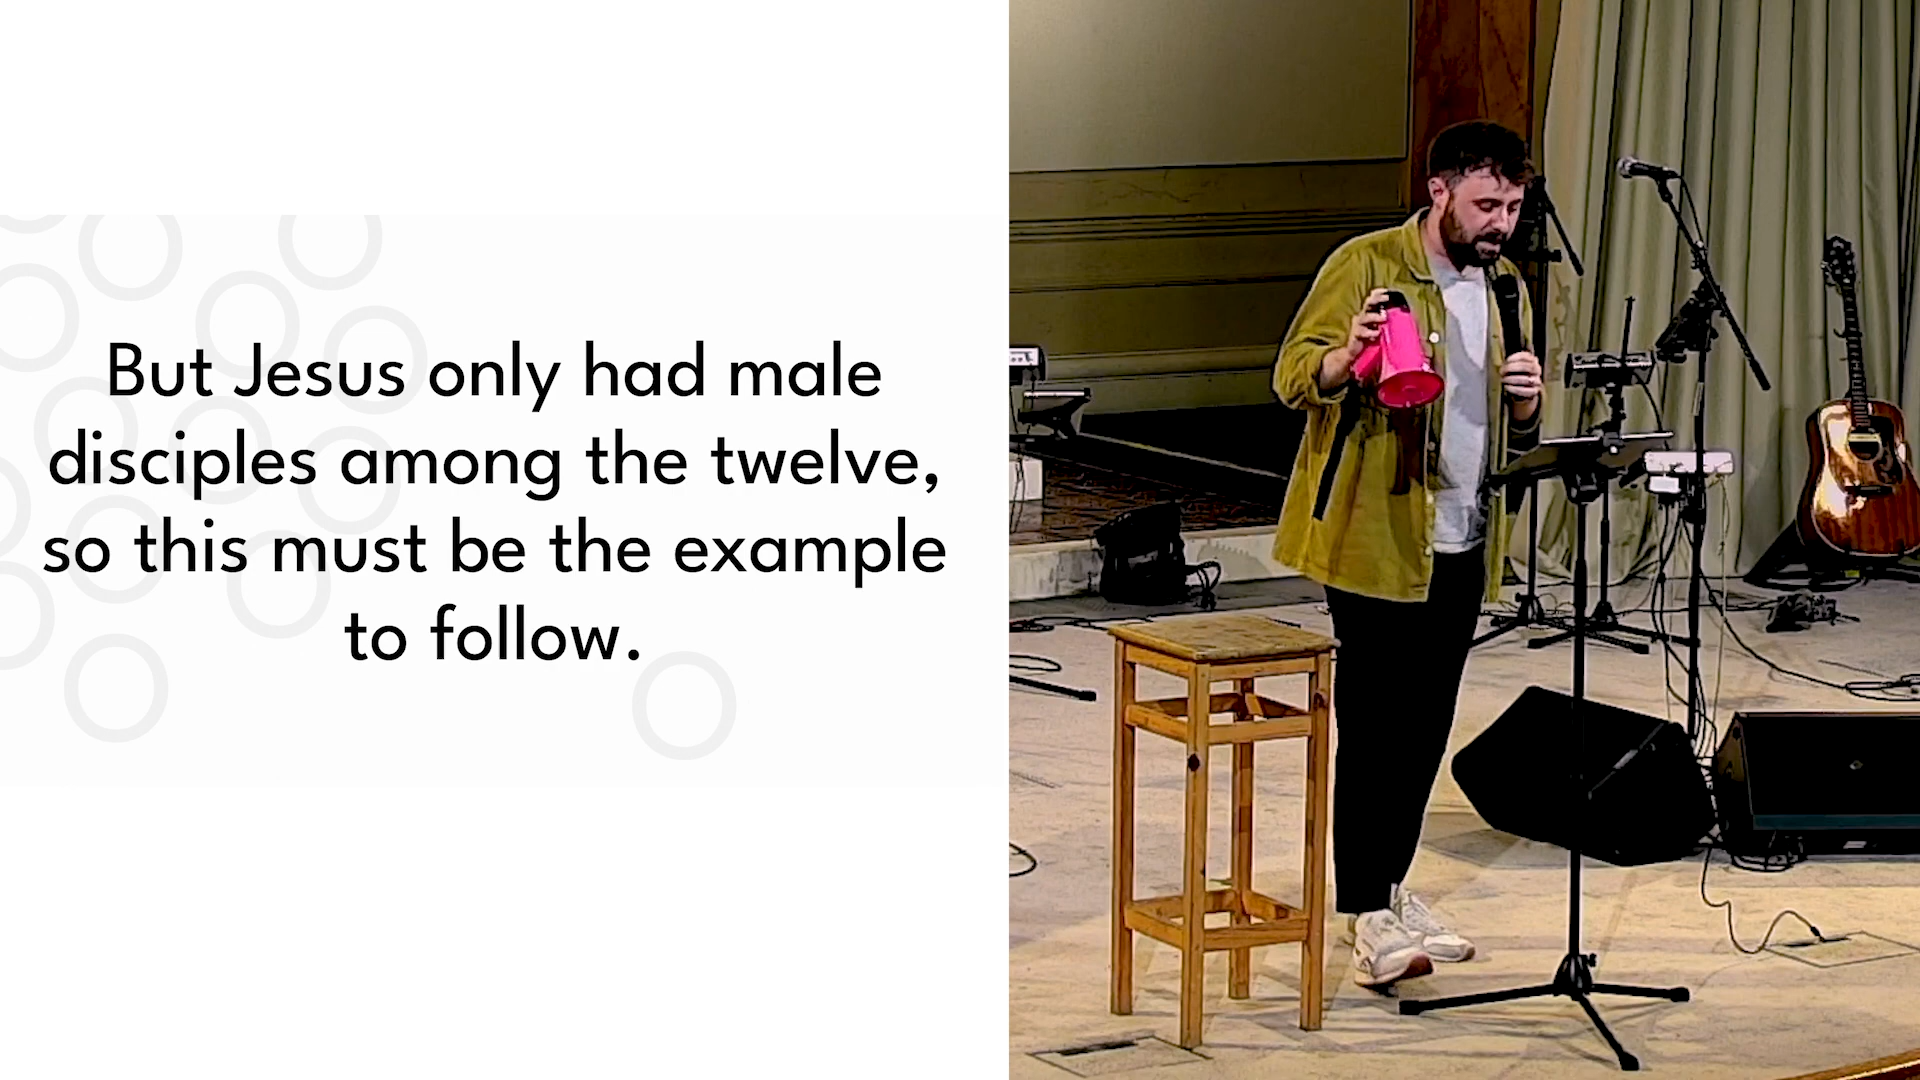 But Jesus only had male
disciples among the twelve,
so this must be the example
to follow.